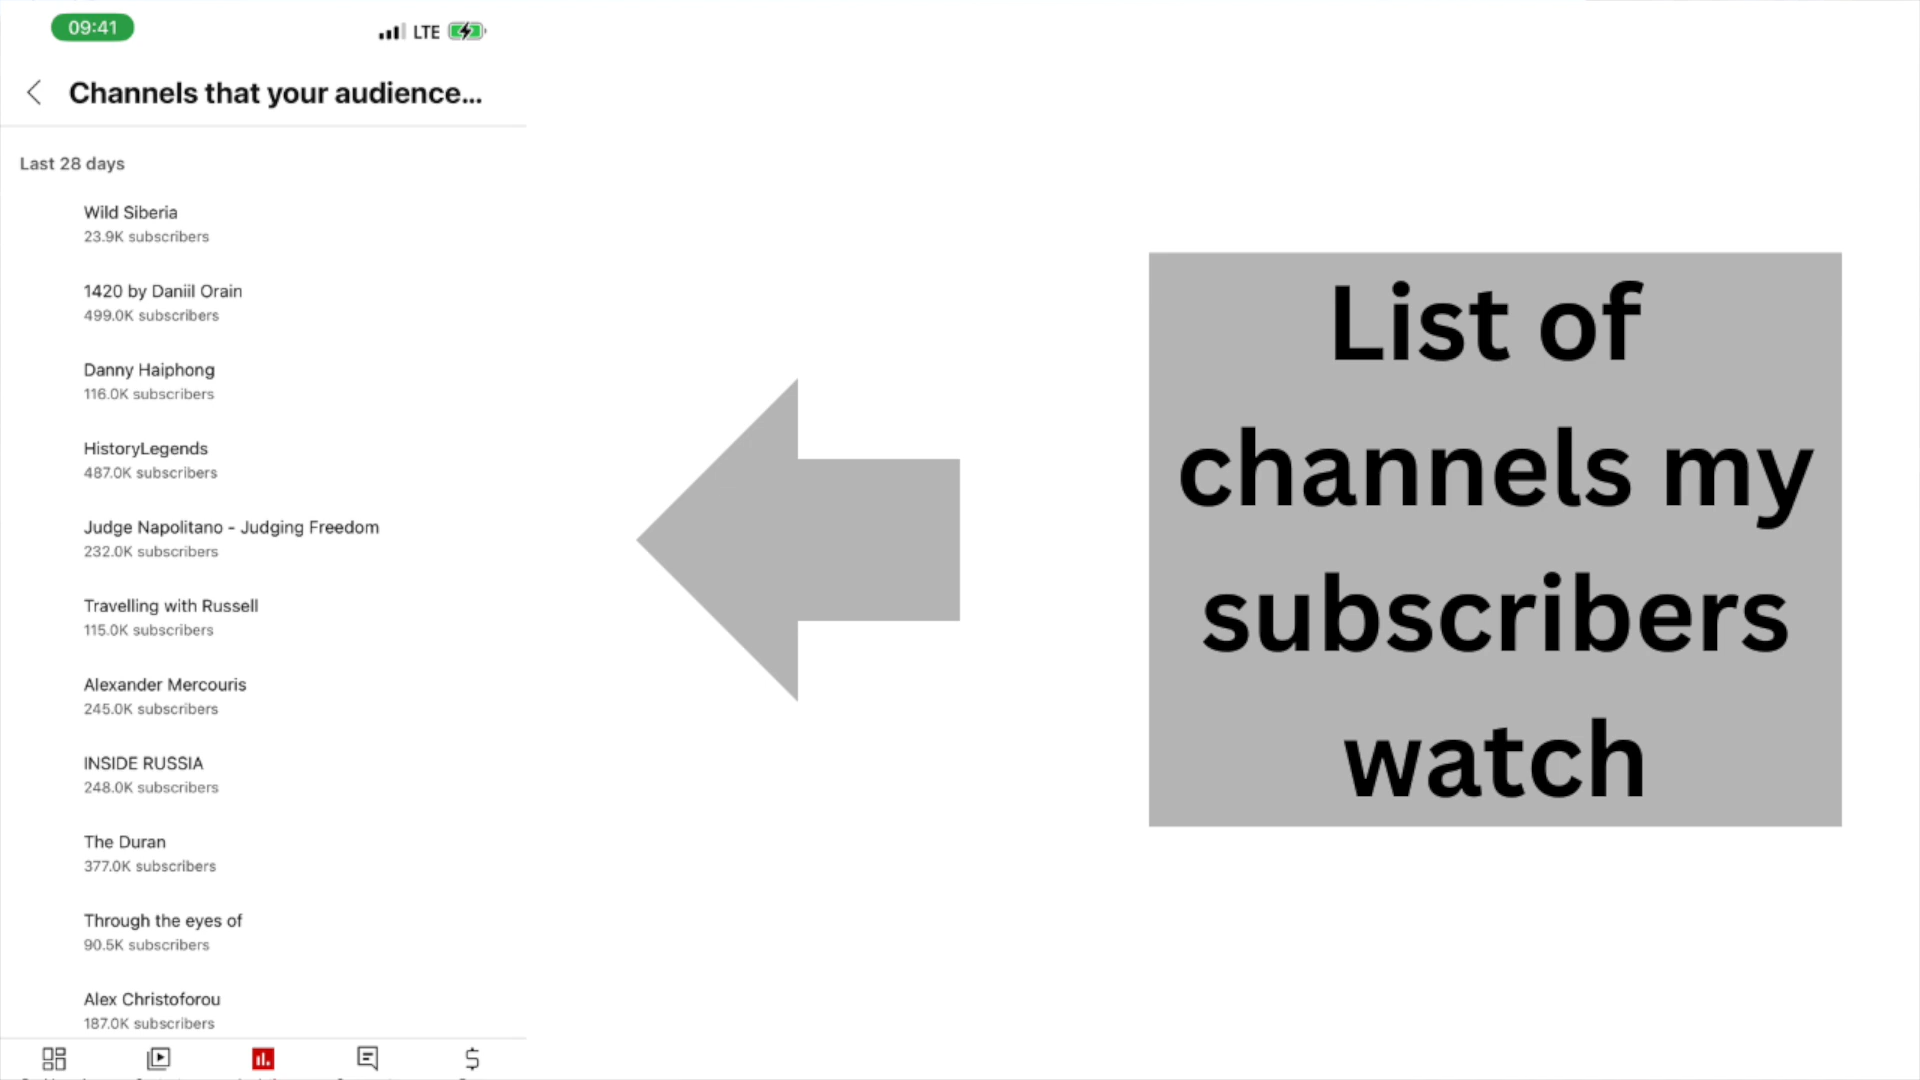 09:41
LTE
Channels that your audience...
Last 28 days
Wild Siberia
23.9K subscribers
1420 by Daniil Orain
499.0K subscribers
Danny Haiphong
116.0K subscribers
HistoryLegends
487.0K subscribers
Judge Napolitano - Judging Freedom
232.0K subscribers
Travelling with Russell
115.0K subscribers
Alexander Mercouris
245.0K subscribers
INSIDE RUSSIA
248.0K subscribers
The Duran
377.0K subscribers
Through the eyes of
90.5K subscribers
Alex Christoforou
187.0K subscribers
List of
channels my
subscribers
watch